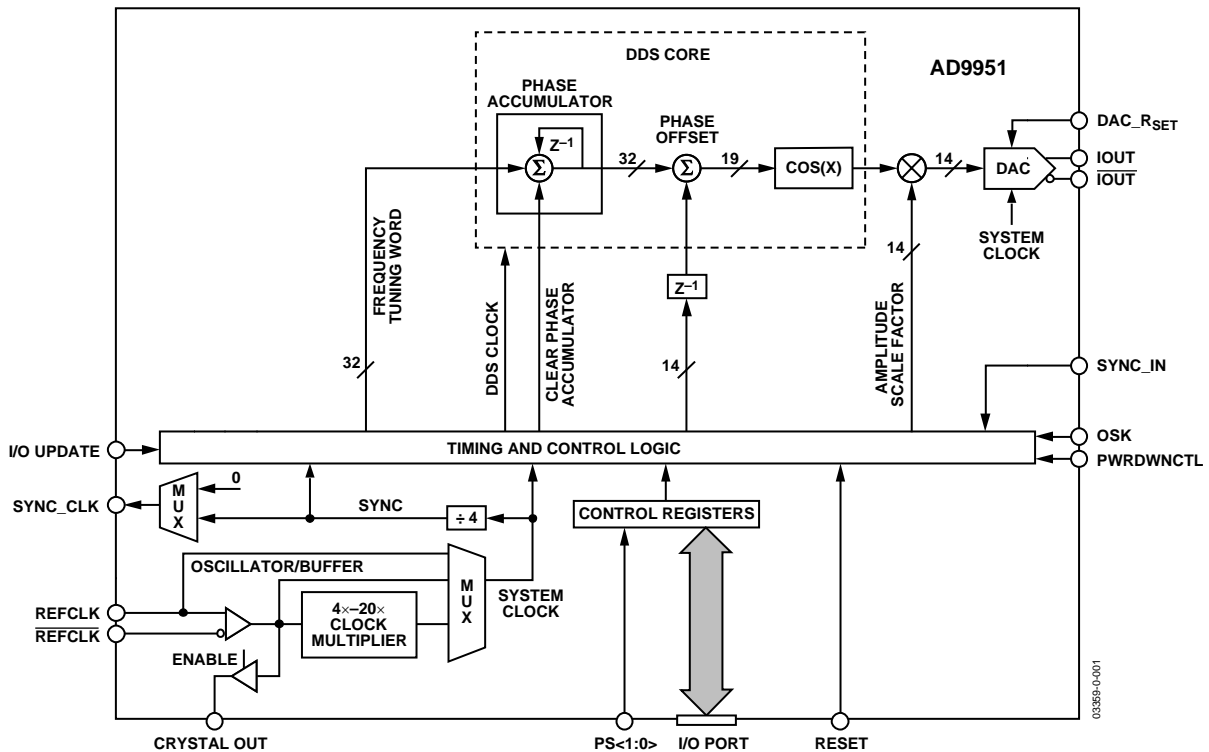 DDS CORE
AD9951
PHASE
ACCUMULATOR
PHASE
OFFSET
DAC_RSET
Z–1
Σ
32
Σ
19
COS(X)
14
DAC
IOUT
IOUT
SYSTEM
CLOCK
FREQUENCY
TUNING WORD
DDS CLOCK
CLEAR PHASE
ACCUMULATOR
Z–1
AMPLITUDE
SCALE FACTOR
14
32
14
SYNC_IN
I/O UPDATE
TIMING AND CONTROL LOGIC
OSK
PWRDWNCTL
SYNC_CLK
MUX
0
SYNC
÷ 4
CONTROL REGISTERS
OSCILLATOR/BUFFER
REFCLK
REFCLK
4×–20×
CLOCK
MULTIPLIER
MUX
SYSTEM
CLOCK
ENABLE
03359-0-001
CRYSTAL OUT
PS<1:0>
I/O PORT
RESET